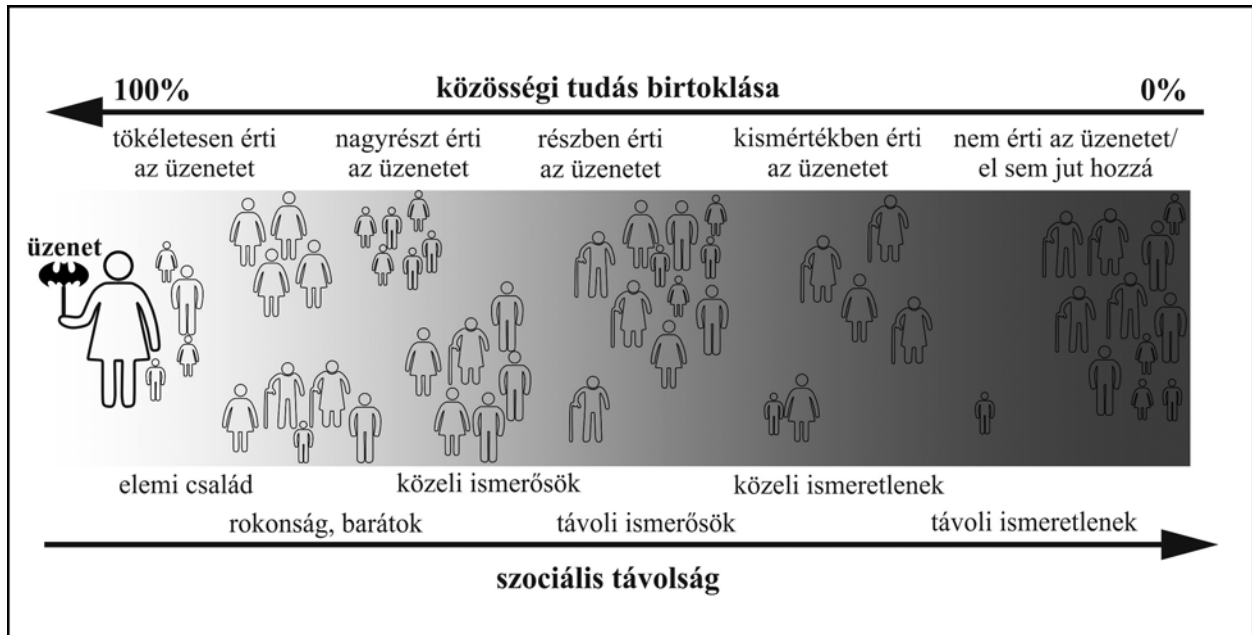 100% közösségi tudás birtoklása 0%
tökéletesen érti
az üzenetet
nagyrészt érti
az üzenetet
részben érti
az üzenetet
kismértékben érti
az üzenetet
nem érti az üzenetet/
el sem jut hozzá
üzenet
elemi család
rokonság, barátok
közeli ismerősök
távoli ismerősök
közeli ismeretlenek
távoli ismeretlenek
szociális távolság